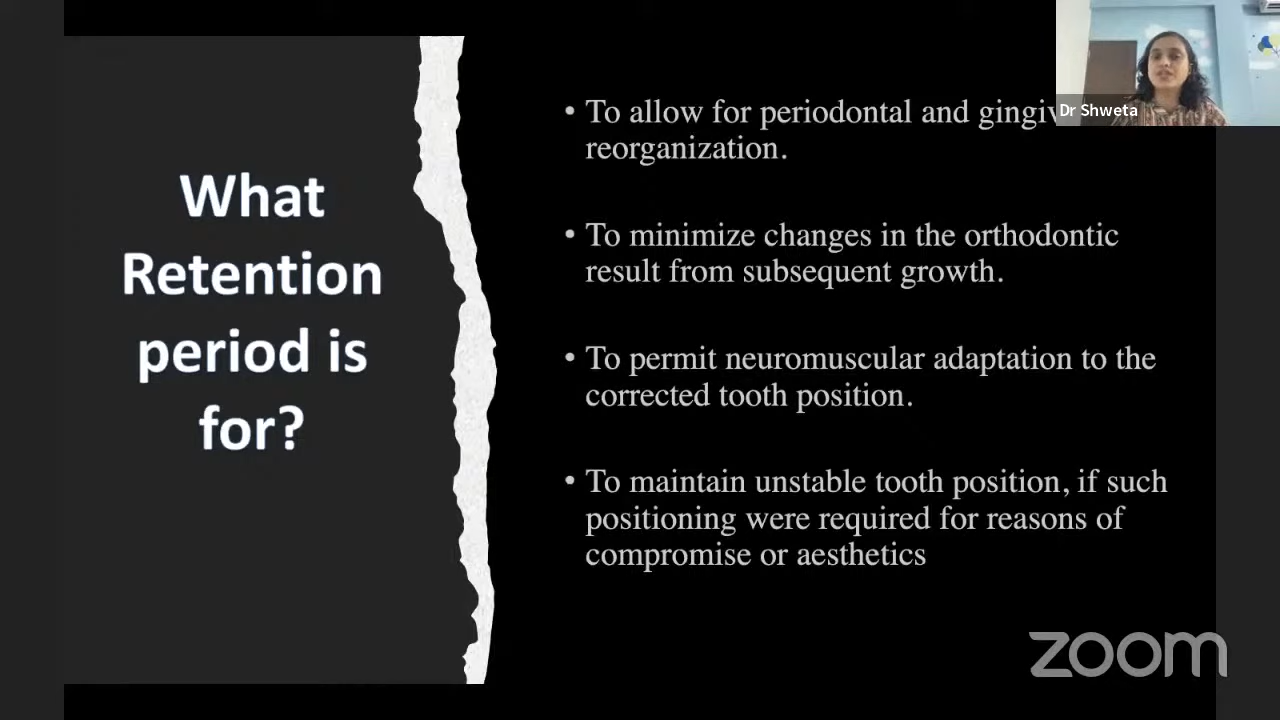 What
Retention
period is
for?
• To allow for periodontal and
reorganization.
• To minimize changes in the orthodontic
result from subsequent growth.
• To permit neuromuscular adaptation to the
corrected tooth position.
• To maintain unstable tooth position, if such
positioning were required for reasons of
compromise or aesthetics
Dr Shweta
zoom